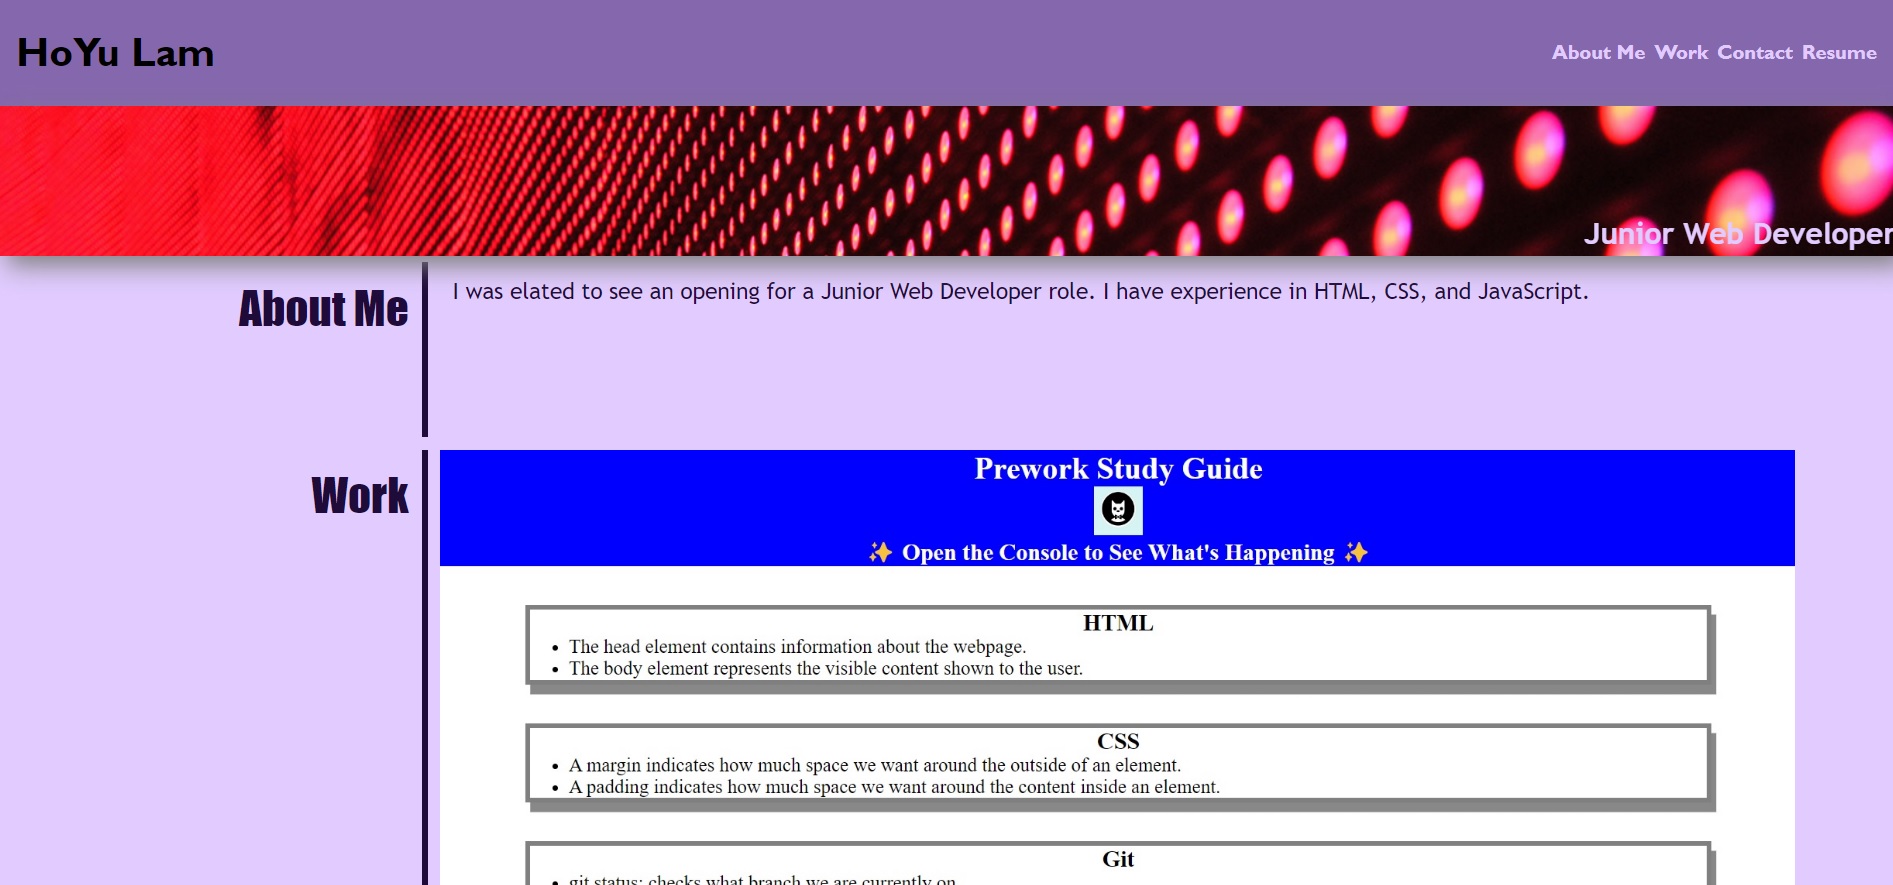 HoYu Lam
About Me Work Contact Resume
Junior Web Developer
About Me
I was elated to see an opening for a Junior Web Developer role. I have experience in HTML, CSS, and JavaScript.
Work
Prework Study Guide
✨ Open the Console to See What's Happening ✨
HTML
• The head element contains information about the webpage.
• The body element represents the visible content shown to the user.
CSS
• A margin indicates how much space we want around the outside of an element.
• A padding indicates how much space we want around the content inside an element.
Git
• git status: checks what branch we are currently on